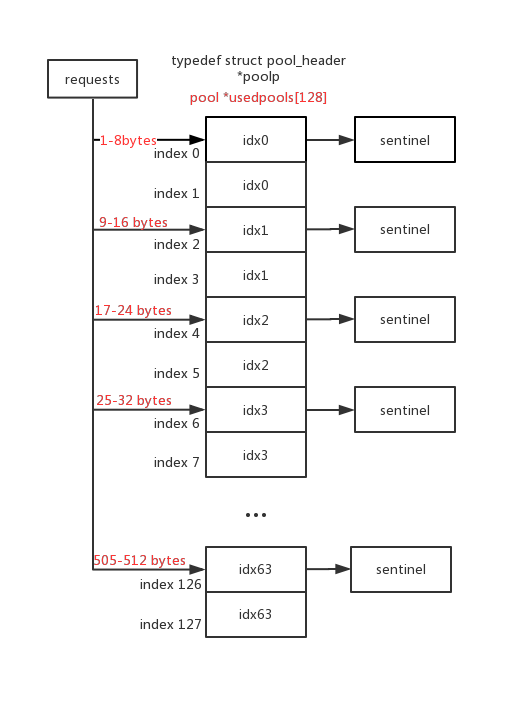 typedef struct pool_header
*poolp
requests
pool *usedpools[128]
1-8bytes
idx0
sentinel
index 0
idx0
index 1
9-16 bytes
idx1
sentinel
index 2
idx1
index 3
17-24 bytes
idx2
sentinel
index 4
idx2
index 5
25-32 bytes
idx3
sentinel
index 6
idx3
index 7
...
505-512 bytes
idx63
sentinel
index 126
idx63
index 127